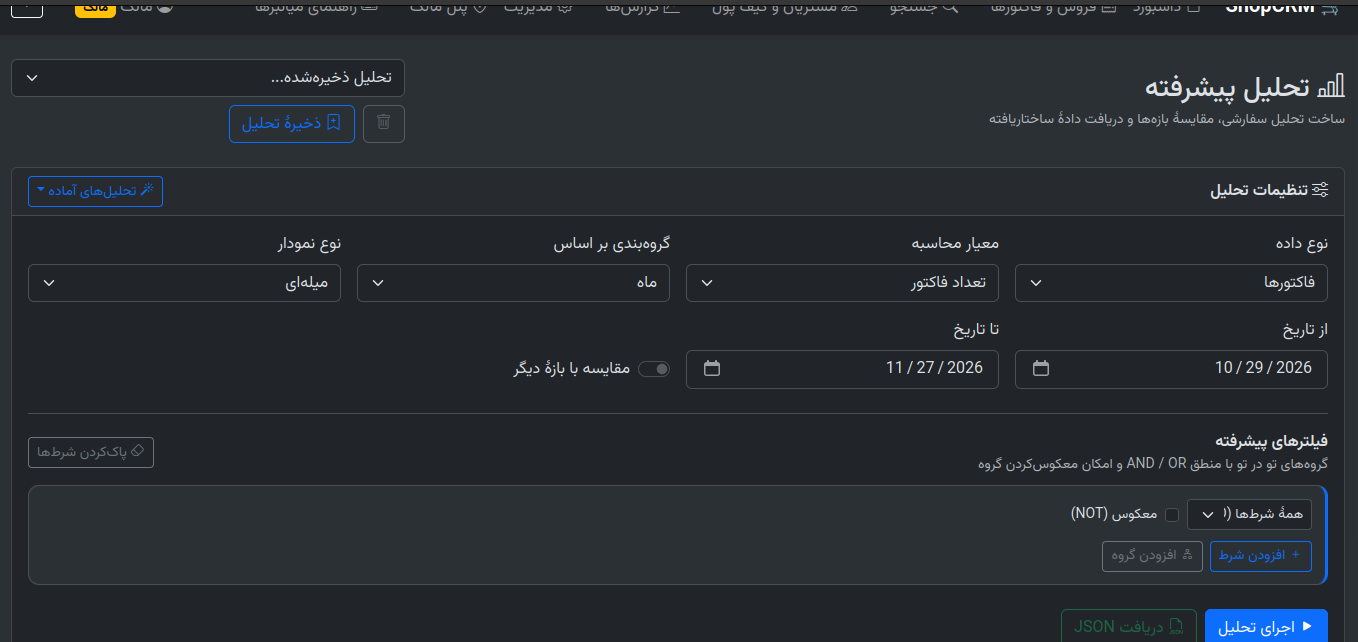 ShopCRM داشبورد فروش و فاکتورها جستجو مشتریان و کیف پول گزارش‌ها مدیریت پنل مالک راهنمای میانبرها مالک مالک
تحلیل پیشرفته
ساخت تحلیل سفارشی، مقایسهٔ بازه‌ها و دریافت دادهٔ ساختاریافته
تحلیل ذخیره‌شده...
ذخیرهٔ تحلیل
تنظیمات تحلیل
تحلیل‌های آماده
نوع داده معیار محاسبه گروه‌بندی بر اساس نوع نمودار
فاکتورها تعداد فاکتور ماه میله‌ای
از تاریخ تا تاریخ
10 / 29 / 2026 11 / 27 / 2026 مقایسه با بازهٔ دیگر
فیلترهای پیشرفته
گروه‌های تو در تو با منطق AND / OR و امکان معکوس‌کردن گروه
پاک‌کردن شرط‌ها
همهٔ شرط‌ها ( معکوس (NOT)
افزودن شرط افزودن گروه
اجرای تحلیل دریافت JSON